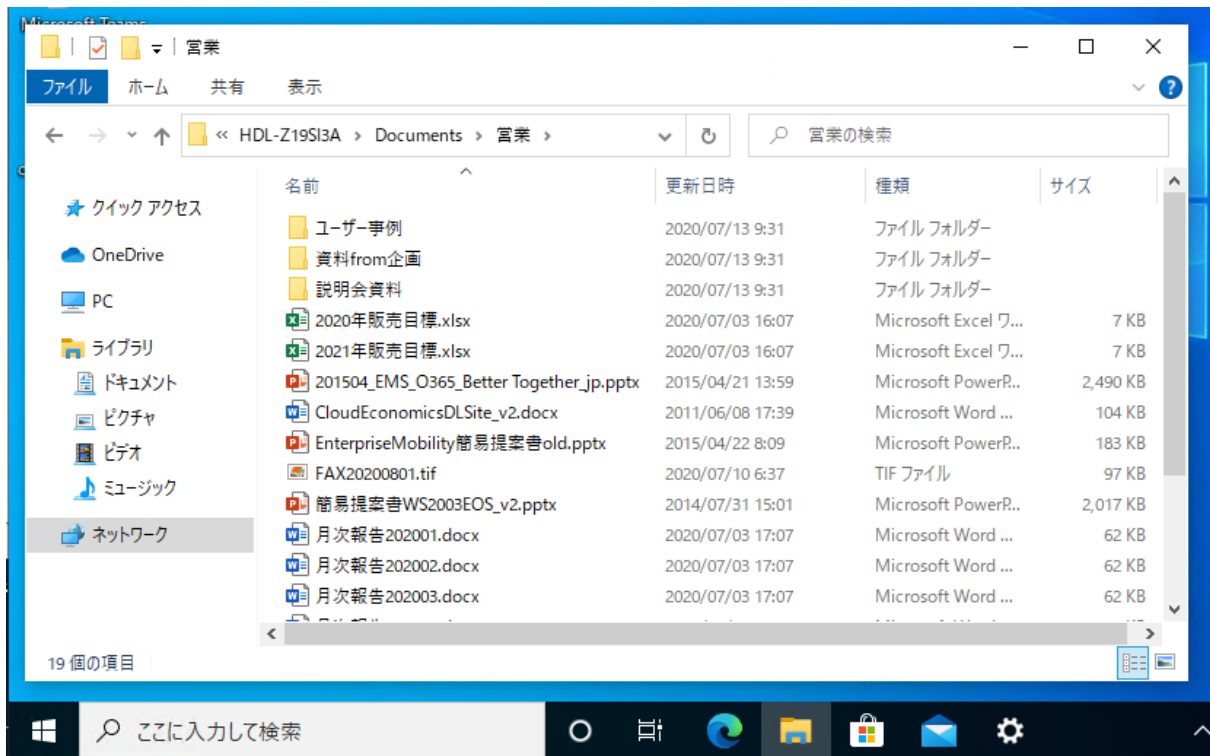 Microsoft Teams
営業
ファイル ホーム 共有 表示
« HDL-Z19SI3A › Documents › 営業 ›
営業の検索
名前 更新日時 種類 サイズ
クイック アクセス
OneDrive
PC
ライブラリ
ドキュメント
ピクチャ
ビデオ
ミュージック
ネットワーク
ユーザー事例 2020/07/13 9:31 ファイル フォルダー
資料from企画 2020/07/13 9:31 ファイル フォルダー
説明会資料 2020/07/13 9:31 ファイル フォルダー
2020年販売目標.xlsx 2020/07/03 16:07 Microsoft Excel ワ... 7 KB
2021年販売目標.xlsx 2020/07/03 16:07 Microsoft Excel ワ... 7 KB
201504_EMS_O365_Better Together_jp.pptx 2015/04/21 13:59 Microsoft PowerP... 2,490 KB
CloudEconomicsDLSite_v2.docx 2011/06/08 17:39 Microsoft Word ... 104 KB
EnterpriseMobility簡易提案書old.pptx 2015/04/22 8:09 Microsoft PowerP... 183 KB
FAX20200801.tif 2020/07/10 6:37 TIF ファイル 97 KB
簡易提案書WS2003EOS_v2.pptx 2014/07/31 15:01 Microsoft PowerP... 2,017 KB
月次報告202001.docx 2020/07/03 17:07 Microsoft Word ... 62 KB
月次報告202002.docx 2020/07/03 17:07 Microsoft Word ... 62 KB
月次報告202003.docx 2020/07/03 17:07 Microsoft Word ... 62 KB
19 個の項目
ここに入力して検索